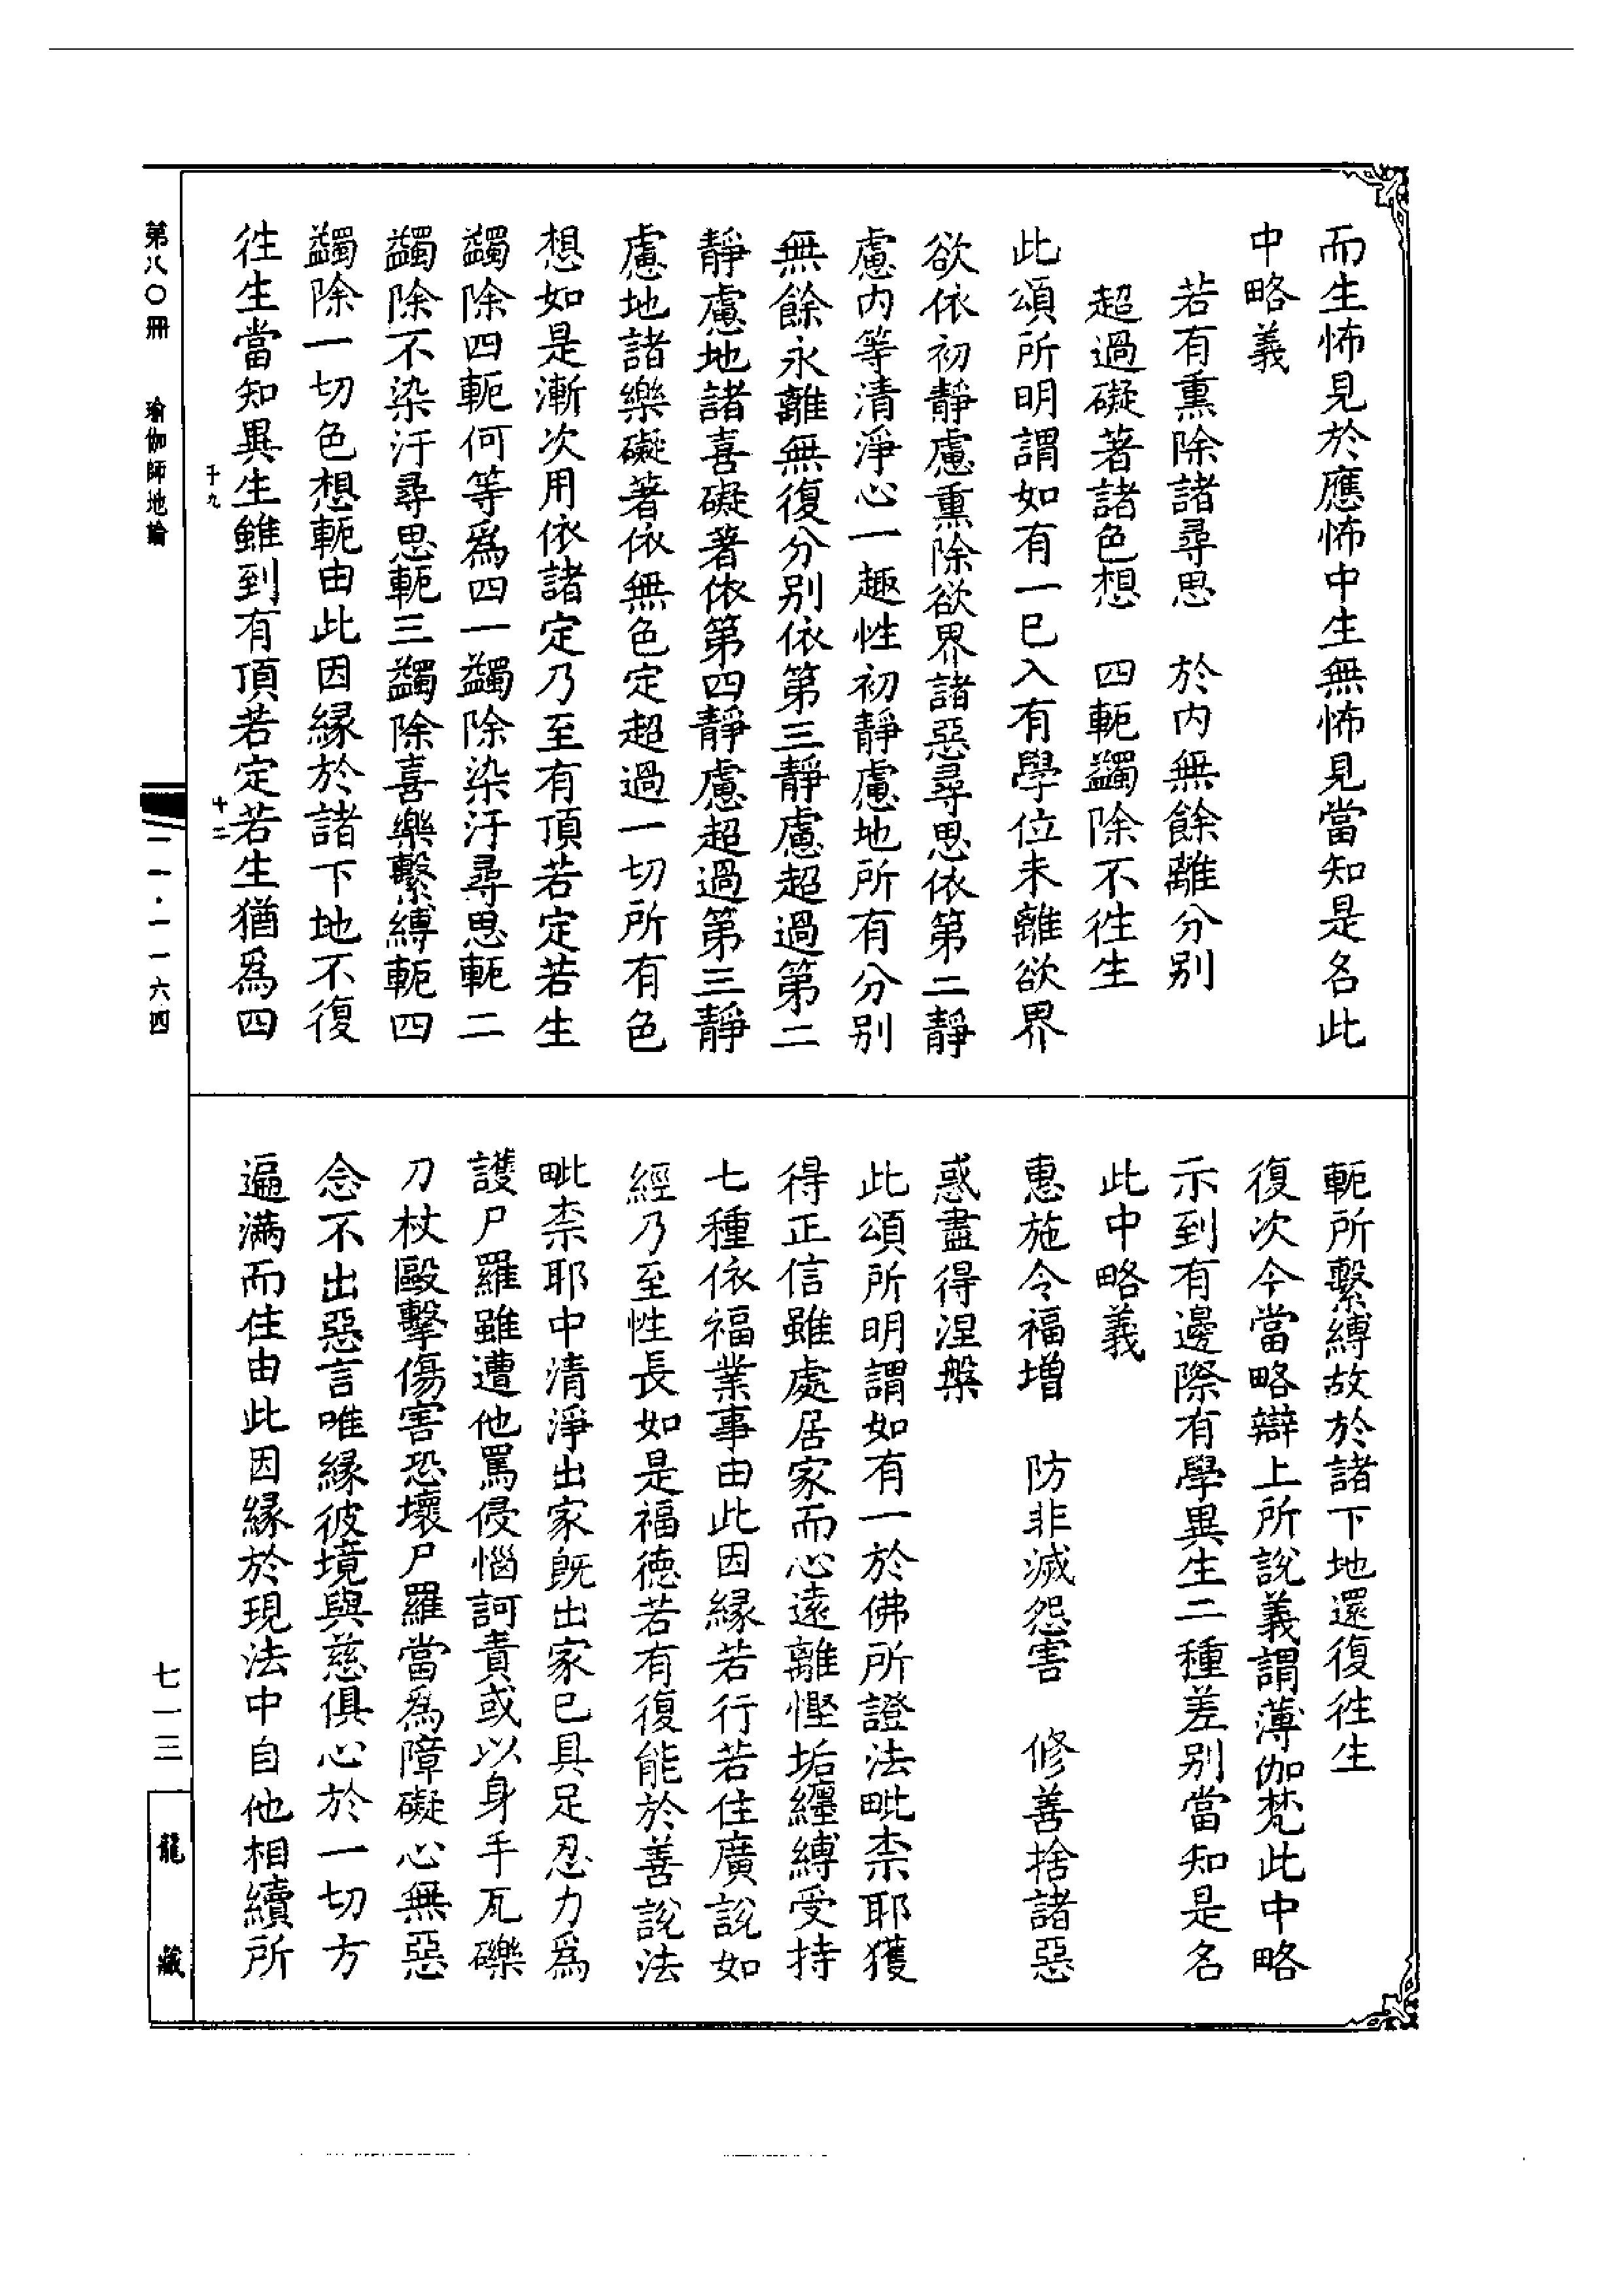 而生怖見於應怖中生無怖見當知是名此
中略義
若有熏除諸尋思　於內無餘離分别
超過礙著諸色想　四軛蠲除不往生
此頌所明謂如有一已入有學位未離欲界
欲依初靜慮熏除欲界諸惡尋思依第二靜
慮內等清淨心一趣性初靜慮地所有分别
無餘永離無復分别依第三靜慮超過第二
靜慮地諸喜礙著依第四靜慮超過第三靜
慮地諸樂礙著依無色定超過一切所有色
想如是漸次用依諸定乃至有頂若定若生
蠲除四軛何等爲四一蠲除染汙尋思軛二
蠲除不染汙尋思軛三蠲除喜樂繫縛軛四
蠲除一切色想軛由此因縁於諸下地不復
往生當知異生雖到有頂若定若生猶爲四
軛所繫縛故於諸下地還復往生
復次今當略辯上所說義謂薄伽梵此中略
示到有邊際有學異生二種差别當知是名
此中略義
惠施令福增　防非滅怨害　修善捨諸惡
惑盡得涅槃
此頌所明謂如有一於佛所證法毗柰耶獲
得正信雖處居家而心遠離慳垢纏縛受持
七種依福業事由此因縁若行若住廣說如
經乃至性長如是福德若有復能於善說法
毗柰耶中清淨出家旣出家已具足忍力爲
護尸羅雖遭他罵侵惱訶責或以身手瓦礫
刀杖毆擊傷害恐壞尸羅當爲障礙心無惡
念不出惡言唯縁彼境與慈俱心於一切方
遍滿而住由此因縁於現法中自他相續所
第八〇冊　瑜伽師地論
千九　十二
一一·一一六四
七一三
龍藏